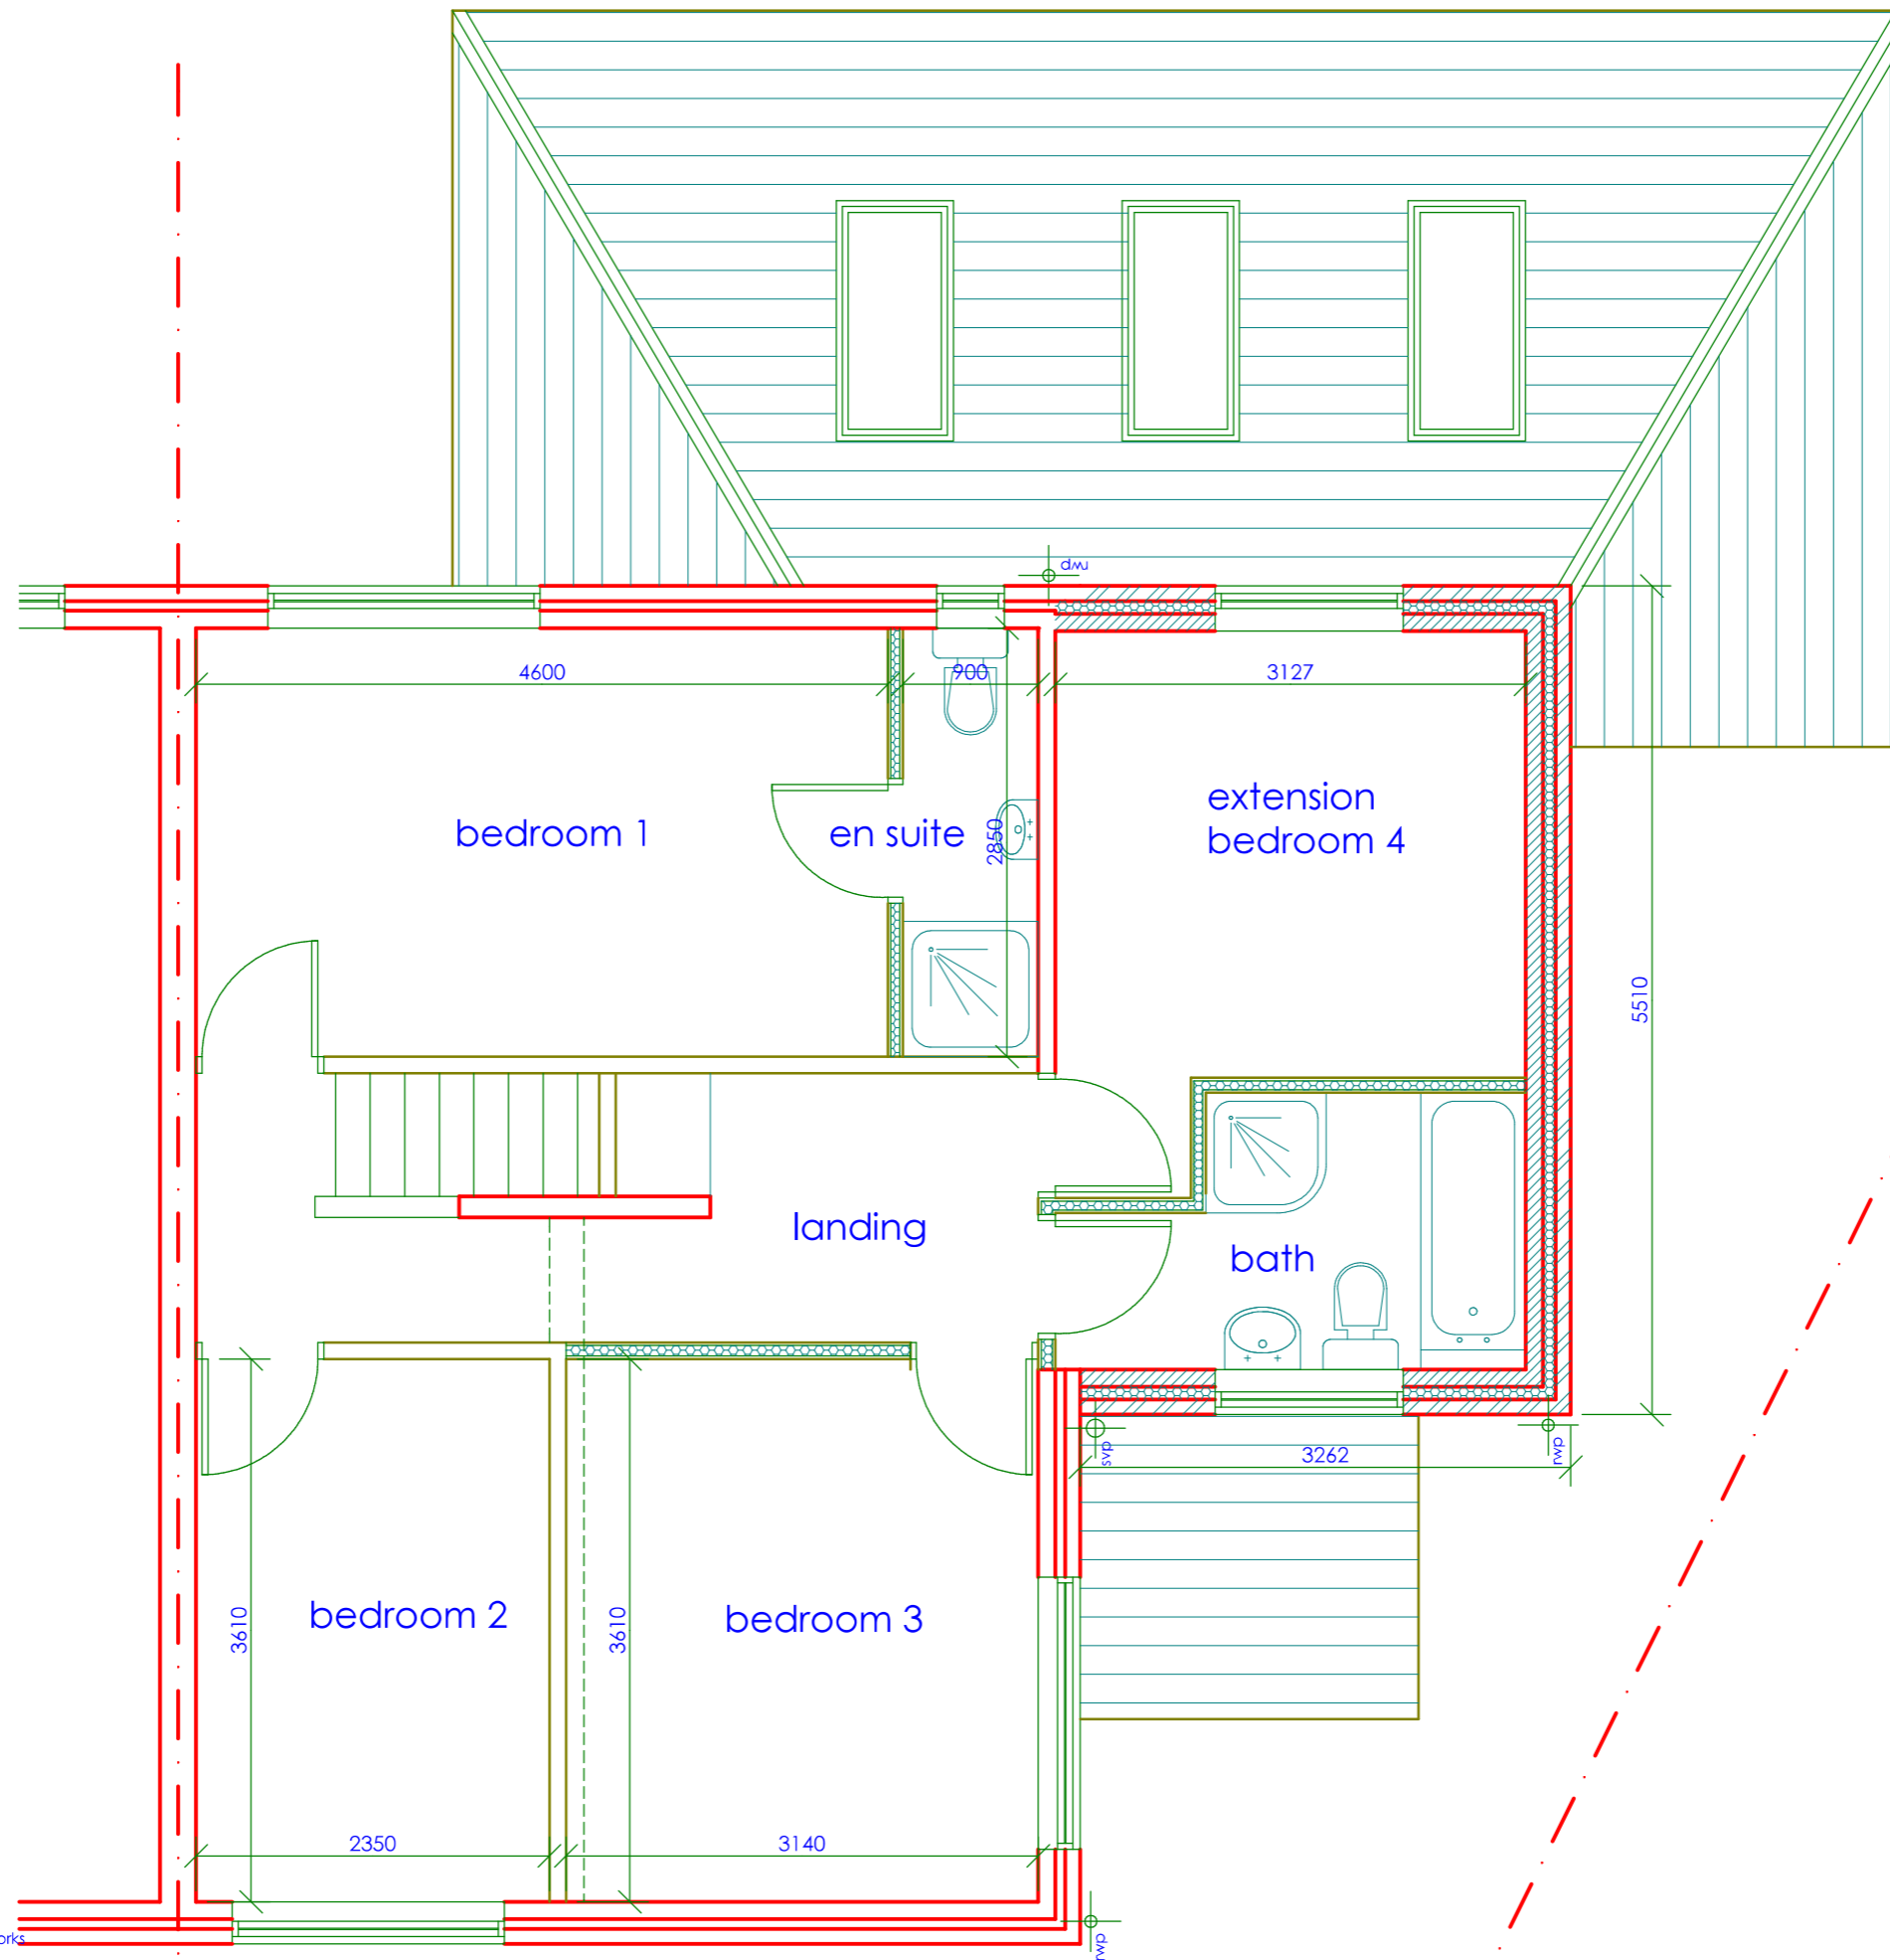 rwp
4600
900
3127
extension
bedroom 4
bedroom 1
en suite
2850
5510
landing
bath
svp
3262
rwp
bedroom 2
bedroom 3
3610
3610
2350
3140
rwp